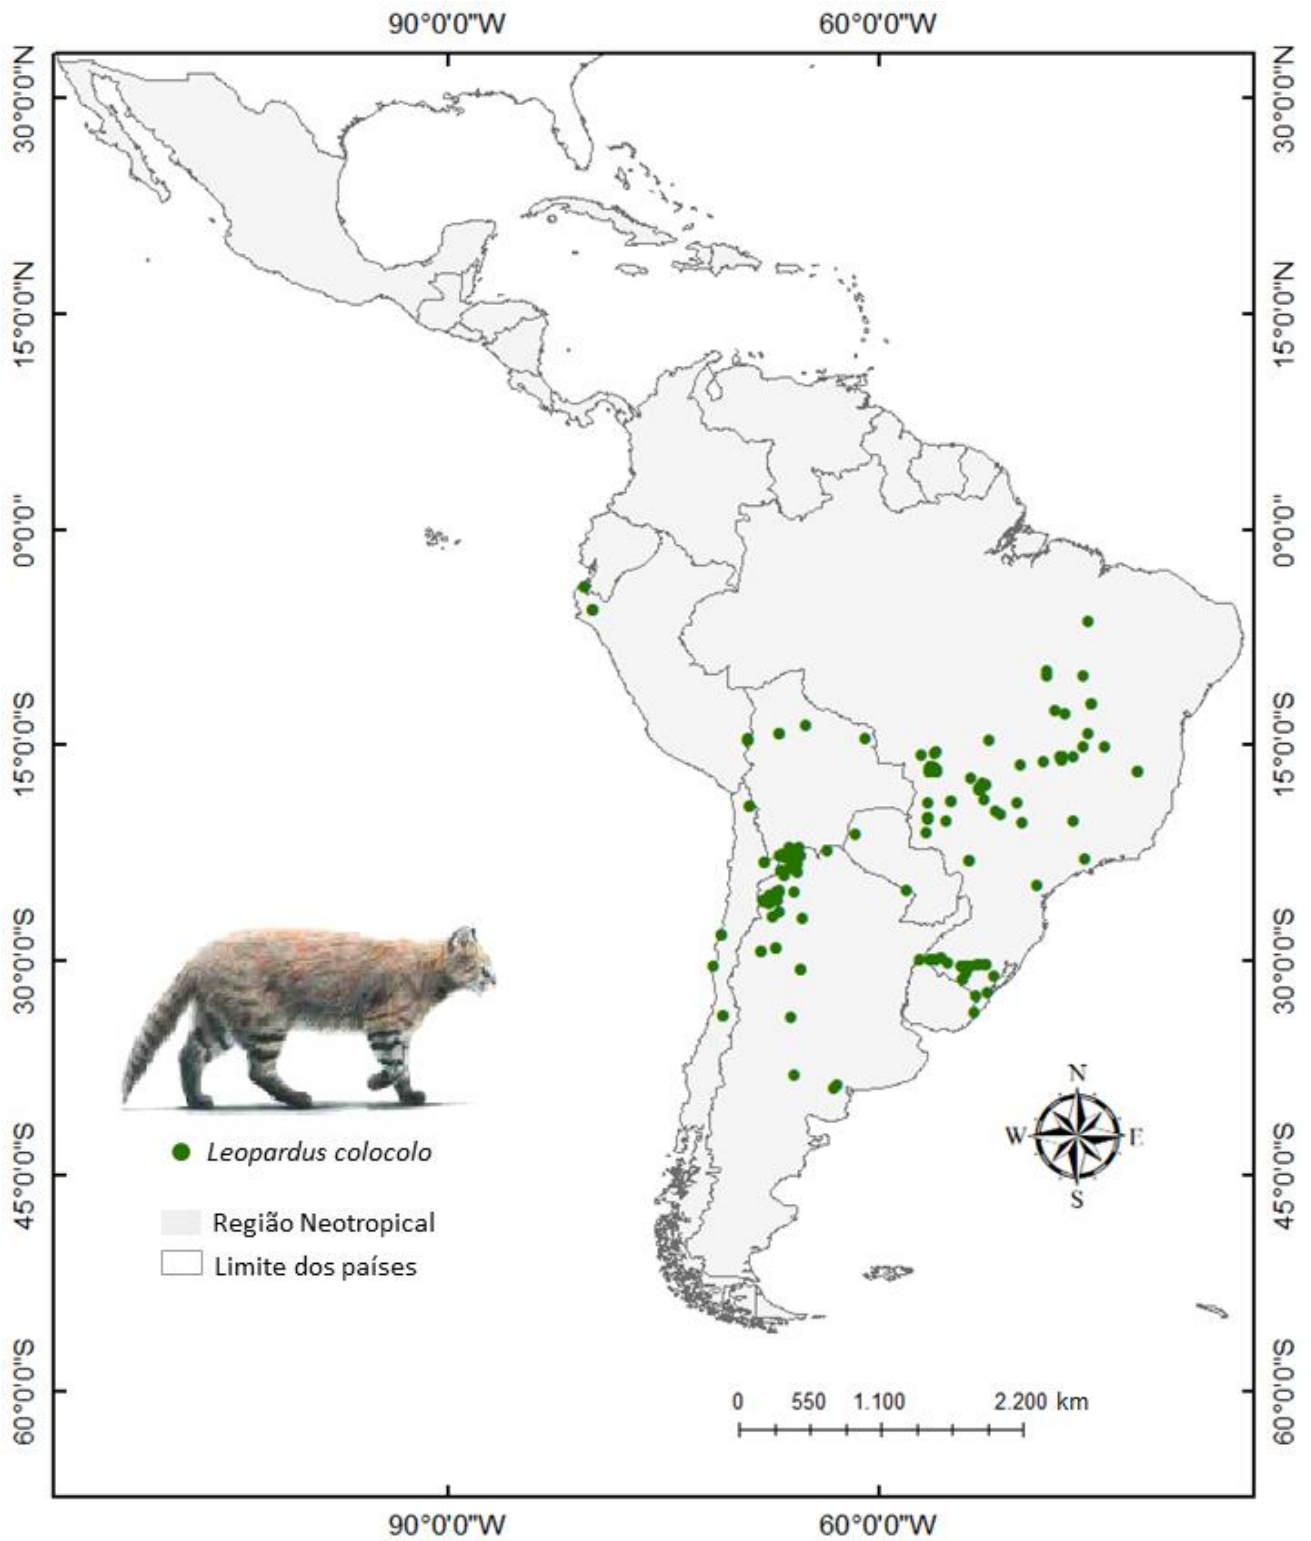 90°0'0"W 60°0'0"W
30°0'0"N 30°0'0"N
15°0'0"N 15°0'0"N
0°0'0" 0°0'0"
15°0'0"S 15°0'0"S
30°0'0"S 30°0'0"S
N
W E
S
Leopardus colocolo
45°0'0"S 45°0'0"S
Região Neotropical
Limite dos países
60°0'0"S 60°0'0"S
0 550 1.100 2.200 km
90°0'0"W 60°0'0"W